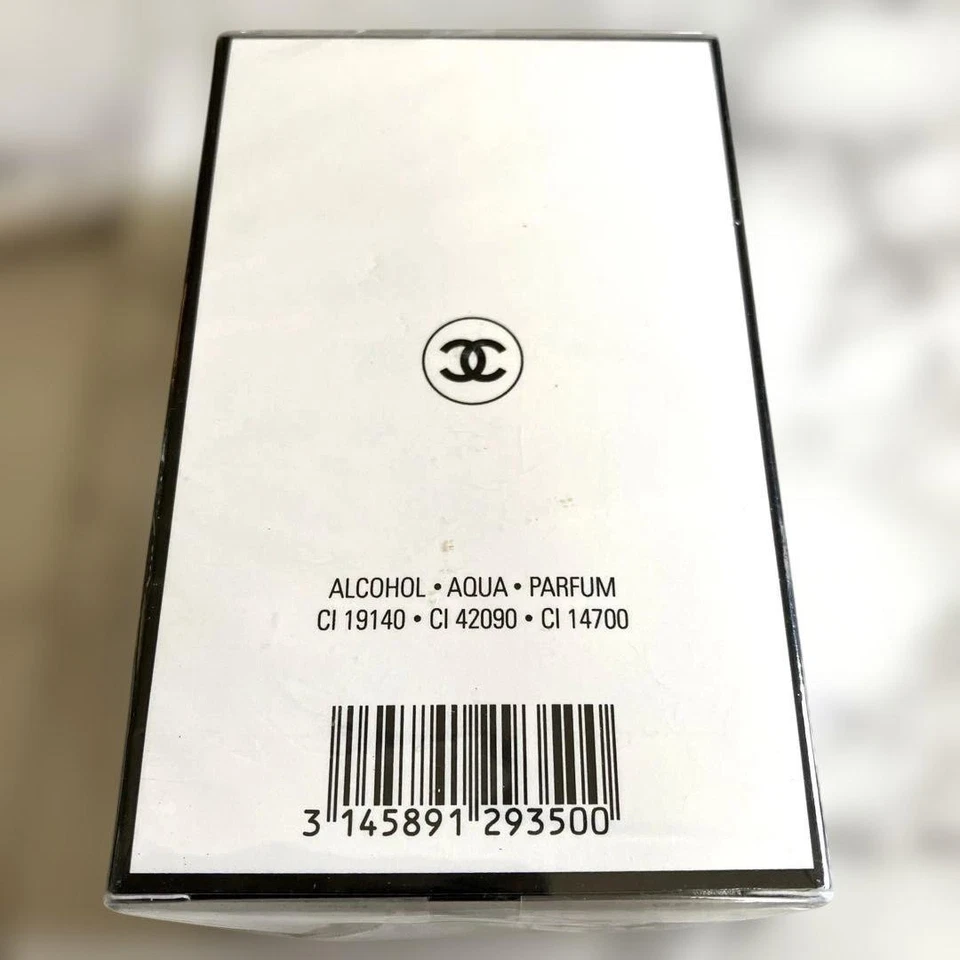 ALCOHOL • AQUA • PARFUM
CI 19140 • CI 42090 • CI 14700
3 145891 293500